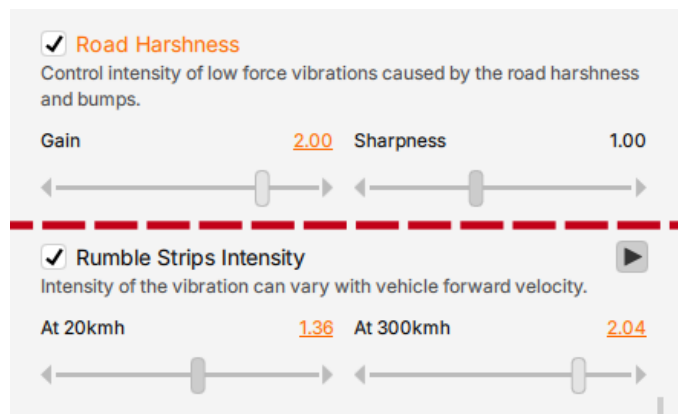 Road Harshness
Control intensity of low force vibrations caused by the road harshness
and bumps.
Gain 2.00 Sharpness 1.00
Rumble Strips Intensity
Intensity of the vibration can vary with vehicle forward velocity.
At 20kmh 1.36 At 300kmh 2.04